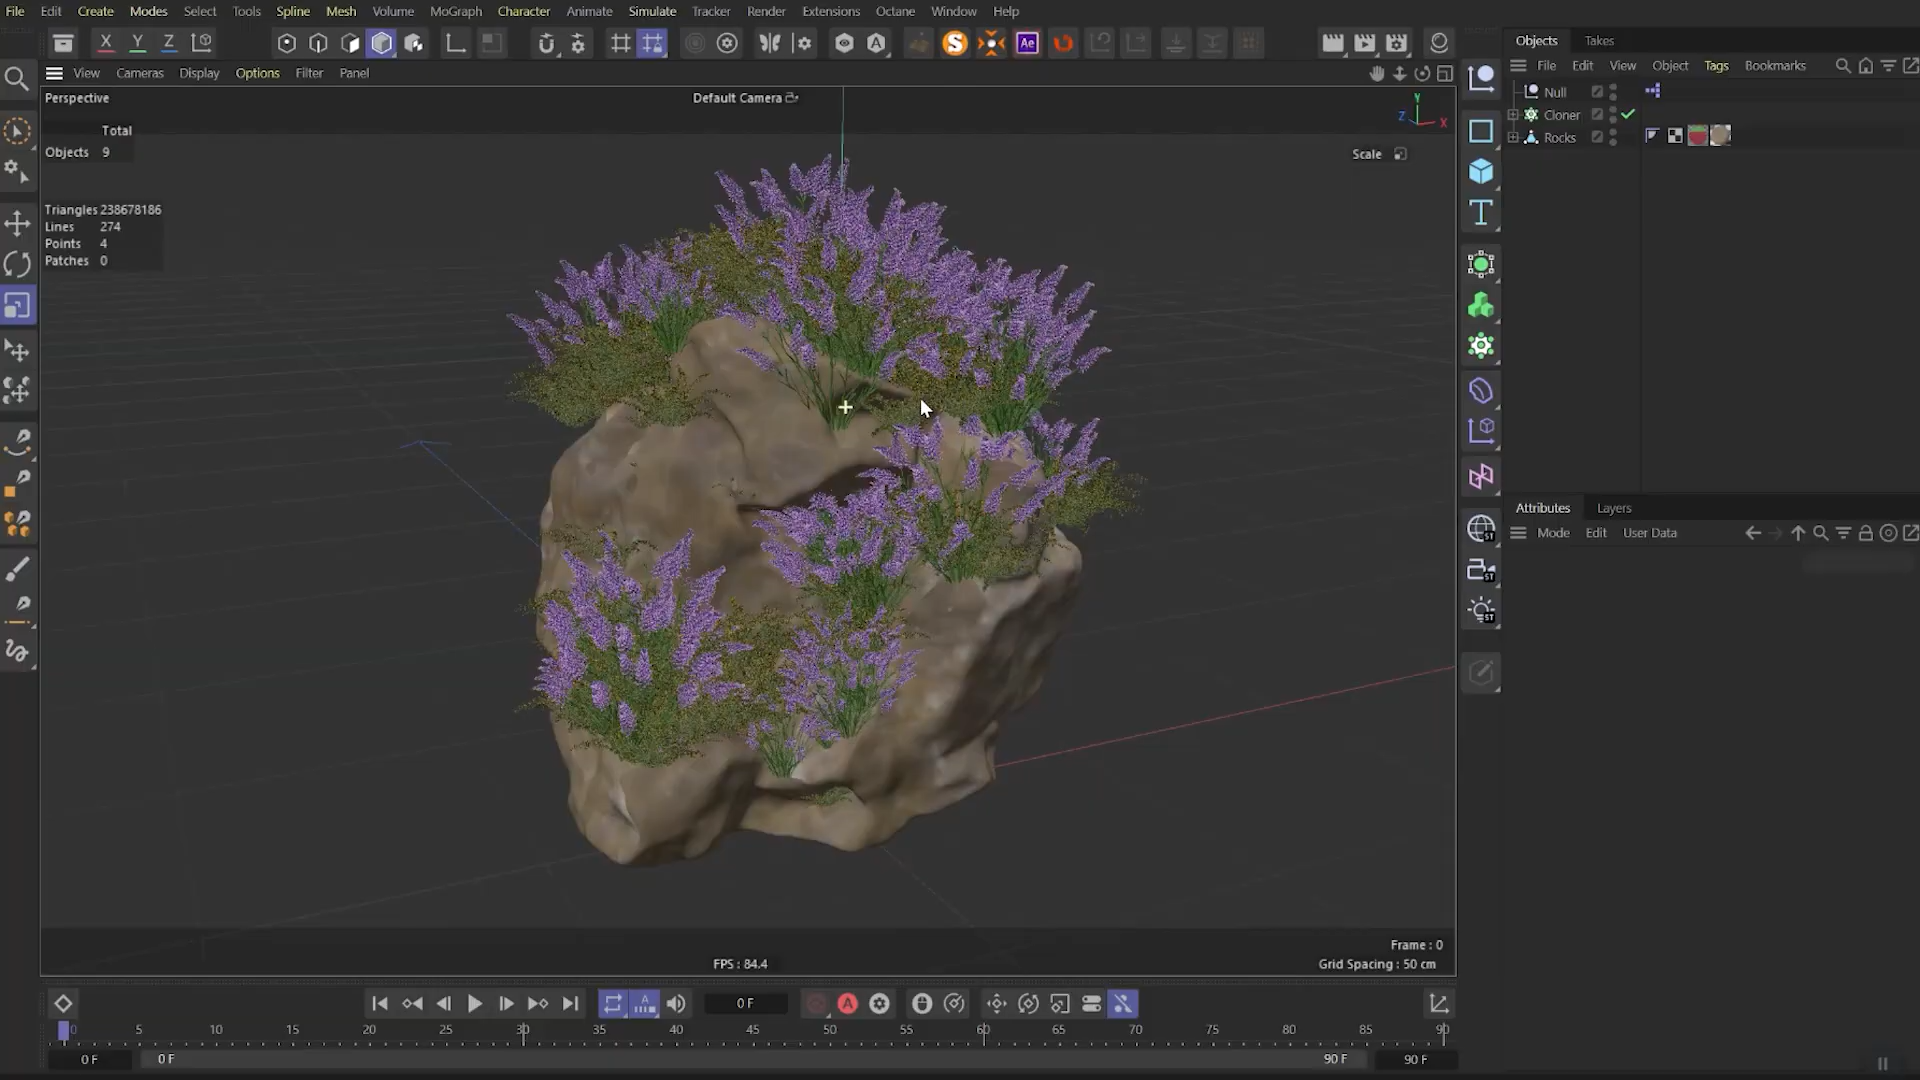 File Edit Create Modes Select Tools Spline Mesh Volume MoGraph Character Animate Simulate Tracker Render Extensions Octane Window Help
X Y Z
S
A
Ae
Objects Takes
View Cameras Display Options Filter Panel
File Edit View Object Tags Bookmarks
Perspective
Default Camera
Y
Z
X
Null
Cloner
Rocks
Total
Objects 9
Scale
Triangles 238678186
Lines 274
Points 4
Patches 0
T
Attributes Layers
Mode Edit User Data
ST
ST
ST
FPS : 84.4
Frame : 0
Grid Spacing : 50 cm
A
0 F
A
0 5 10 15 20 25 30 35 40 45 50 55 60 65 70 75 80 85 90
0 F 0 F 90 F 90 F